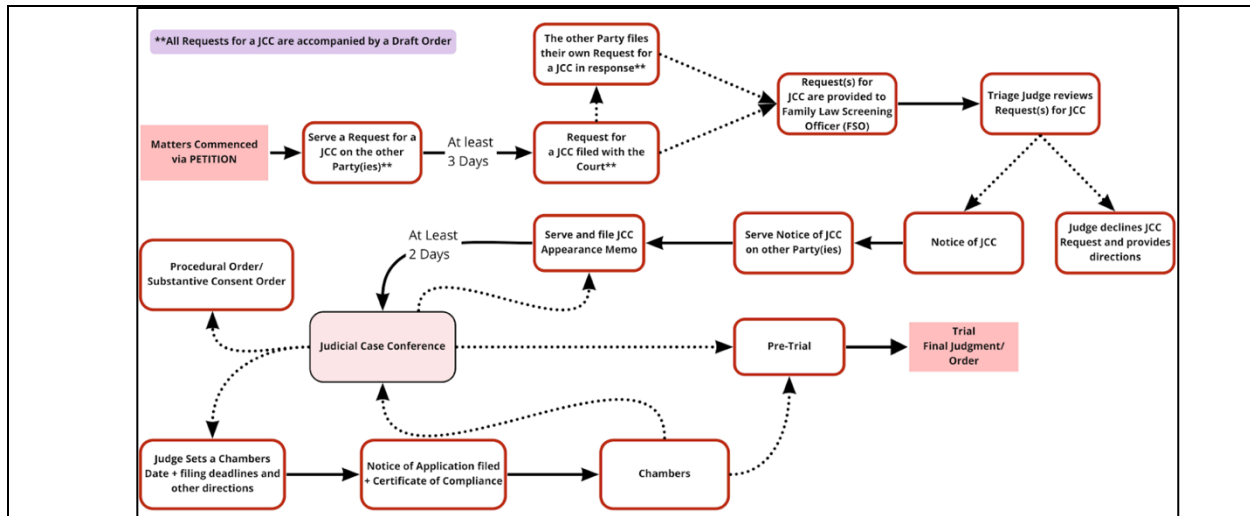 **All Requests for a JCC are accompanied by a Draft Order
The other Party files
their own Request for
a JCC in response**
Matters Commenced
via PETITION
Serve a Request for a
JCC on the other
Party(ies)**
At least
3 Days
Request for
a JCC filed with the
Court**
Request(s) for
JCC are provided to
Family Law Screening
Officer (FSO)
Triage Judge reviews
Request(s) for JCC
Judge declines JCC
Request and provides
directions
Notice of JCC
Serve Notice of JCC
on other Party(ies)
Serve and file JCC
Appearance Memo
At Least
2 Days
Procedural Order/
Substantive Consent Order
Judicial Case Conference
Pre-Trial
Trial
Final Judgment/
Order
Judge Sets a Chambers
Date + filing deadlines and
other directions
Notice of Application filed
+ Certificate of Compliance
Chambers